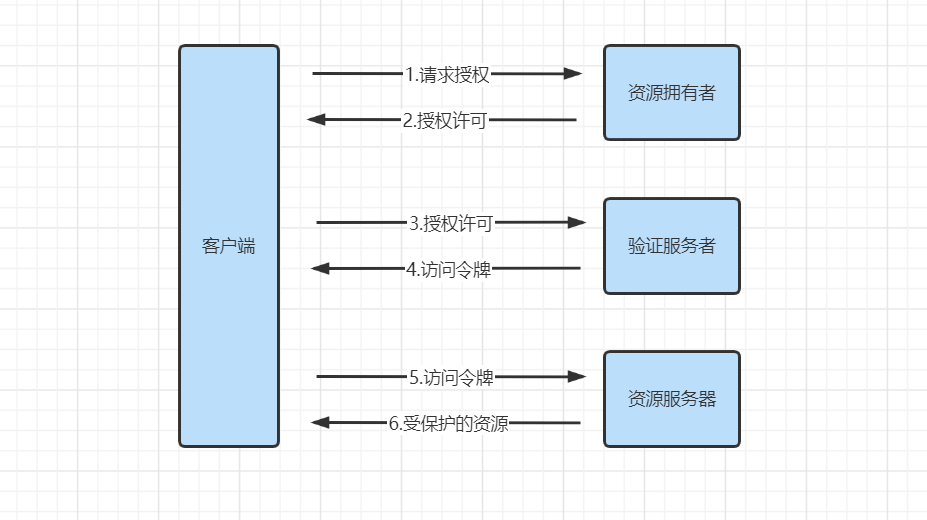 1.请求授权
资源拥有者
2.授权许可
3.授权许可
客户端
验证服务者
4.访问令牌
5.访问令牌
资源服务器
6.受保护的资源